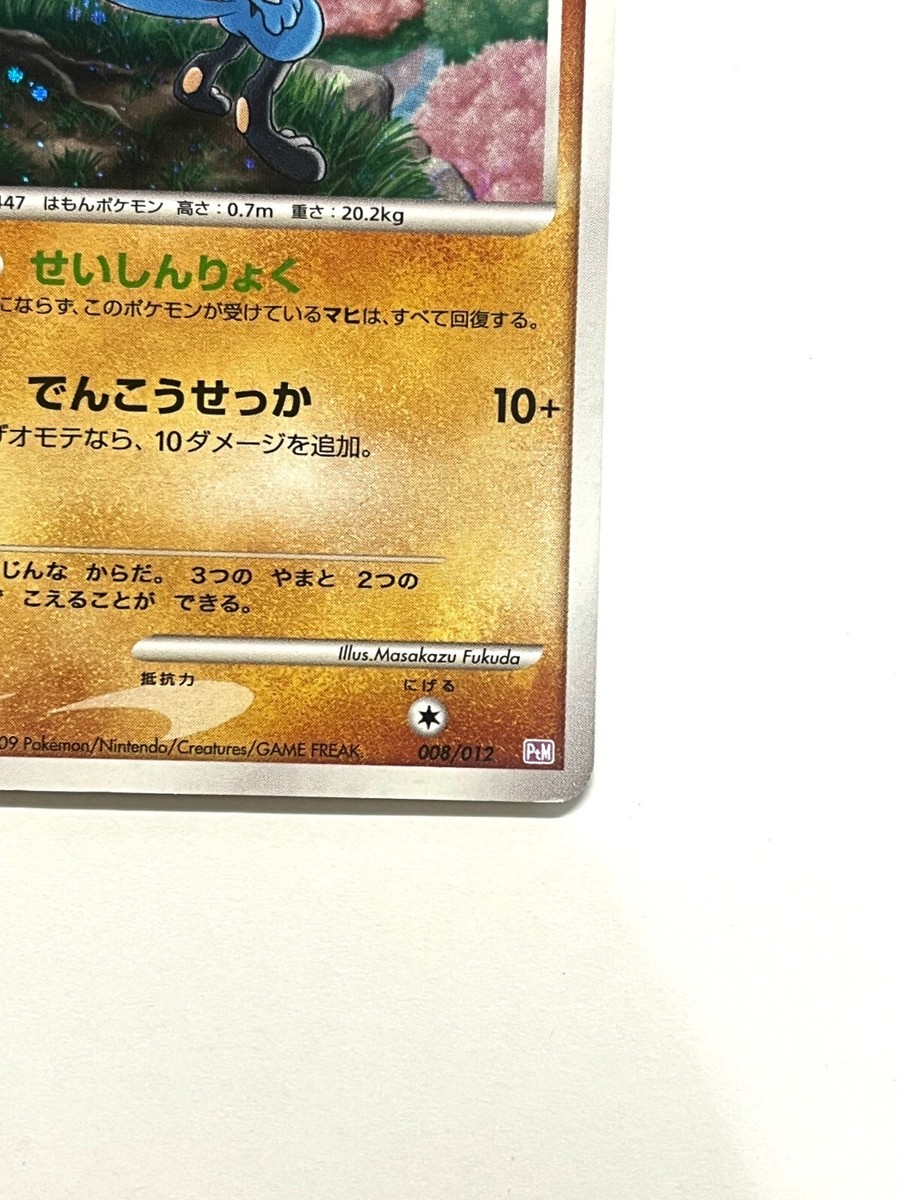 447 はもんポケモン 高さ：0.7m 重さ：20.2kg
せいしんりょく
にならず、このポケモンが受けているマヒは、すべて回復する。
でんこうせっか 10+
オモテなら、10ダメージを追加。
じんな からだ。 3つの やまと 2つの
こえることが できる。
Illus.Masakazu Fukuda
抵抗力 にげる
09 Pokémon/Nintendo/Creatures/GAME FREAK. 008/012 PtM